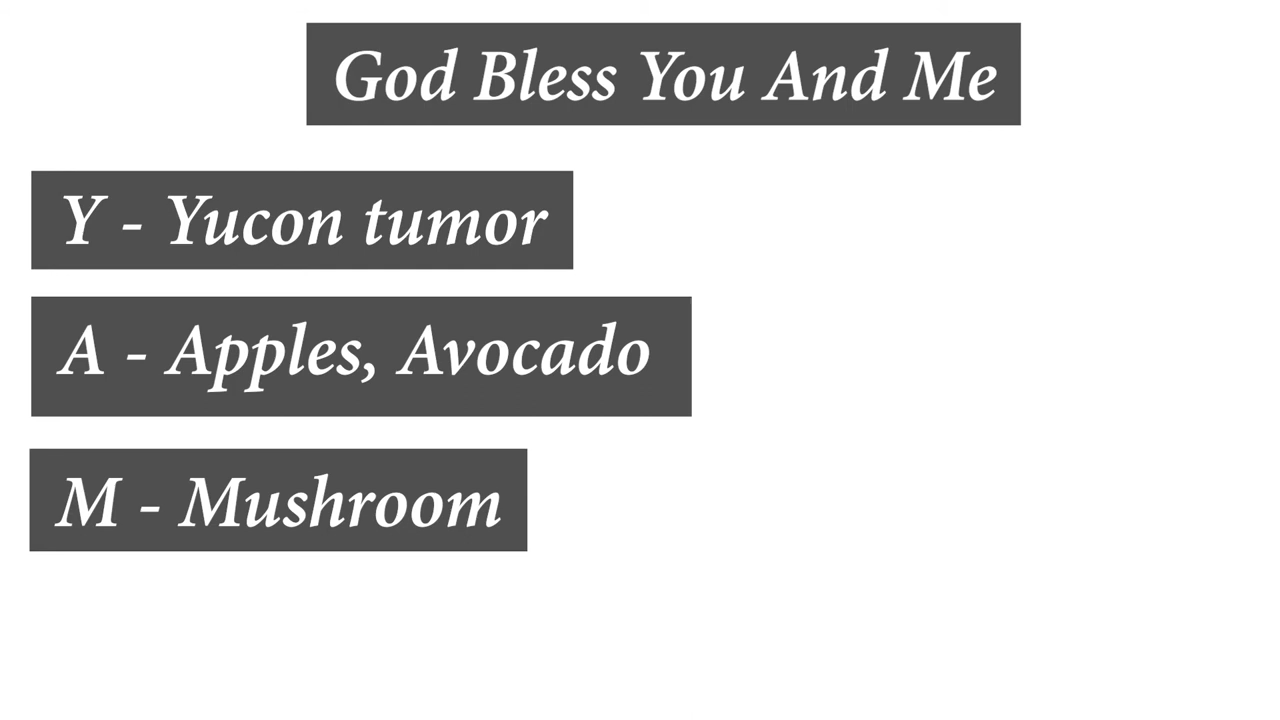 God Bless You And Me
Y - Yucon tumor
A - Apples, Avocado
M - Mushroom